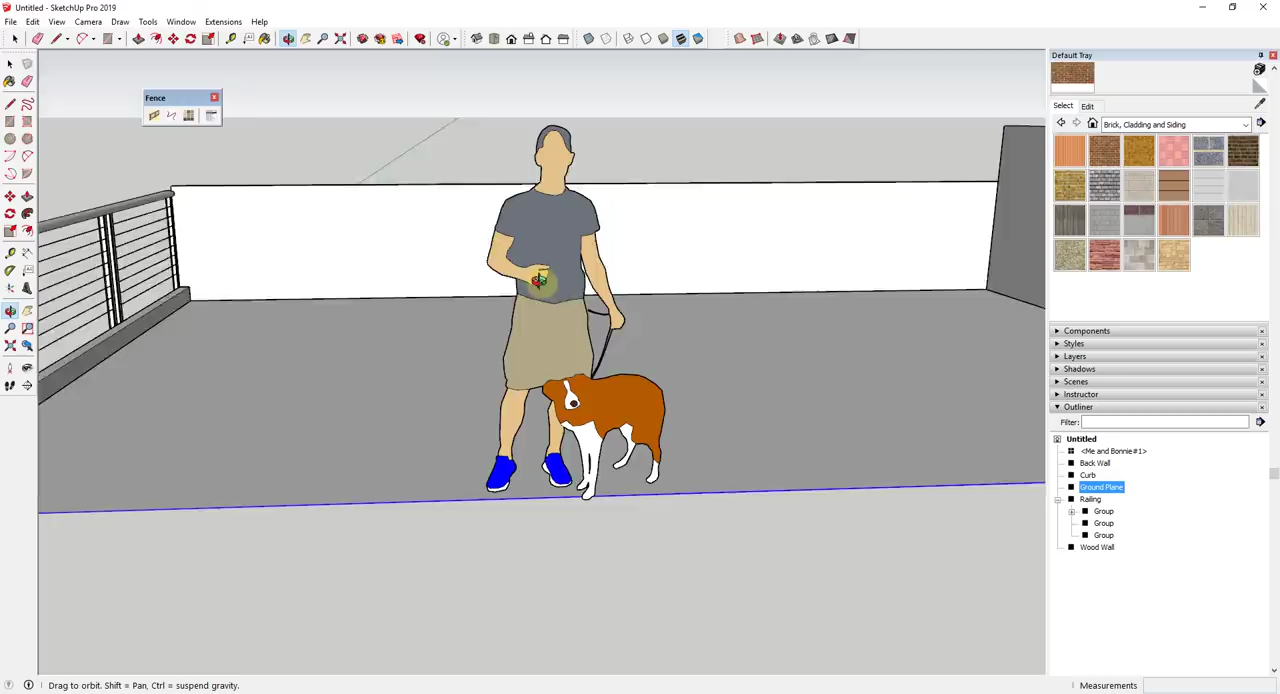 Untitled - SketchUp Pro 2019
File Edit View Camera Draw Tools Window Extensions Help
Default Tray
Fence
Select Edit
Brick, Cladding and Siding
Components
Styles
Layers
Shadows
Scenes
Instructor
Outliner
Filter:
Untitled
<Me and Bonnie#1>
Back Wall
Curb
Ground Plane
Railing
Group
Group
Group
Wood Wall
Drag to orbit. Shift = Pan, Ctrl = suspend gravity.
Measurements